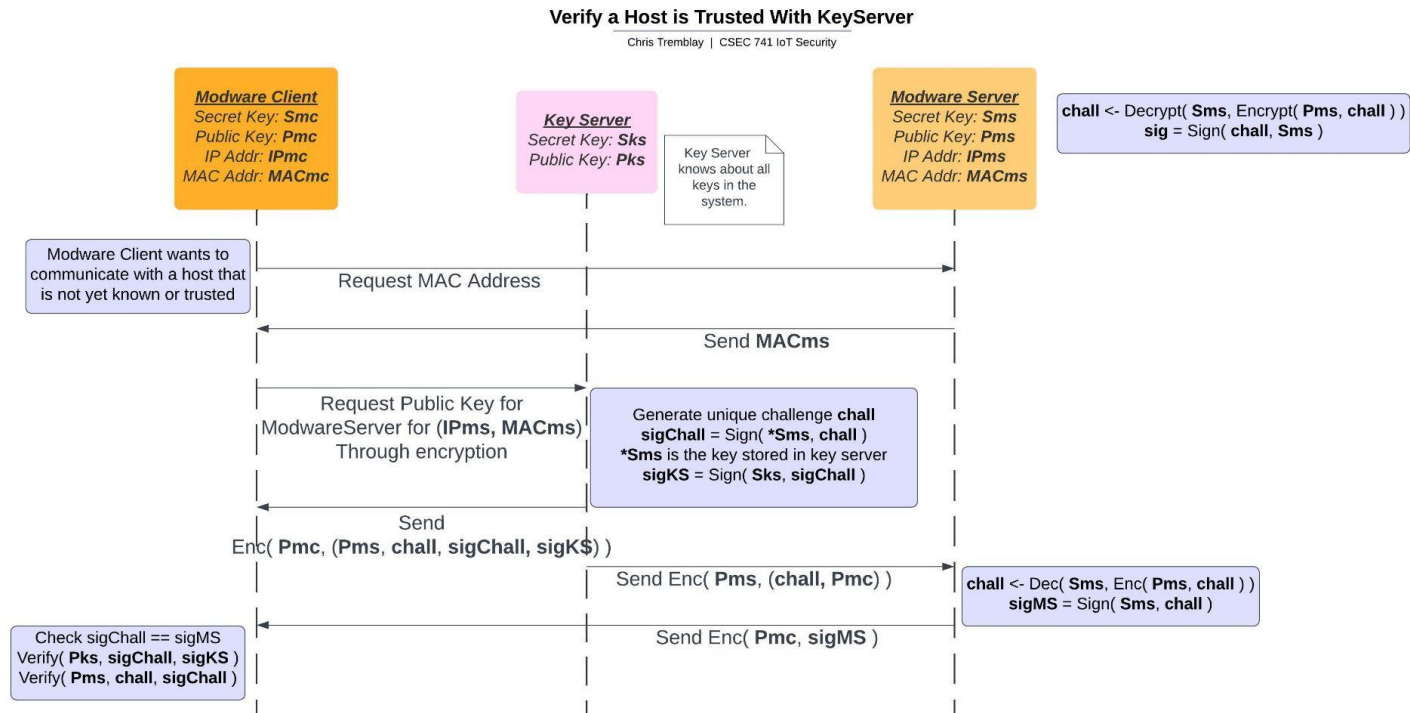 Verify a Host is Trusted With KeyServer
Chris Tremblay | CSEC 741 IoT Security
Modware Client
Secret Key: Smc
Public Key: Pmc
IP Addr: IPmc
MAC Addr: MACmc
Key Server
Secret Key: Sks
Public Key: Pks
Key Server
knows about all
keys in the
system.
Modware Server
Secret Key: Sms
Public Key: Pms
IP Addr: IPms
MAC Addr: MACms
chall <- Decrypt( Sms, Encrypt( Pms, chall ) )
sig = Sign( chall, Sms )
Modware Client wants to
communicate with a host that
is not yet known or trusted
Request MAC Address
Send MACms
Request Public Key for
ModwareServer for (IPms, MACms)
Through encryption
Generate unique challenge chall
sigChall = Sign( *Sms, chall )
*Sms is the key stored in key server
sigKS = Sign( Sks, sigChall )
Send
Enc( Pmc, (Pms, chall, sigChall, sigKS) )
Send Enc( Pms, (chall, Pmc) )
chall <- Dec( Sms, Enc( Pms, chall ) )
sigMS = Sign( Sms, chall )
Send Enc( Pmc, sigMS )
Check sigChall == sigMS
Verify( Pks, sigChall, sigKS )
Verify( Pms, chall, sigChall )